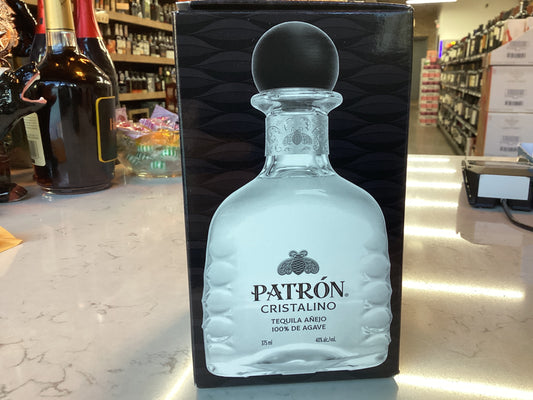 PATRÓN®
CRISTALINO
TEQUILA AÑEJO
100% DE AGAVE
375 ml 40% alc./vol.